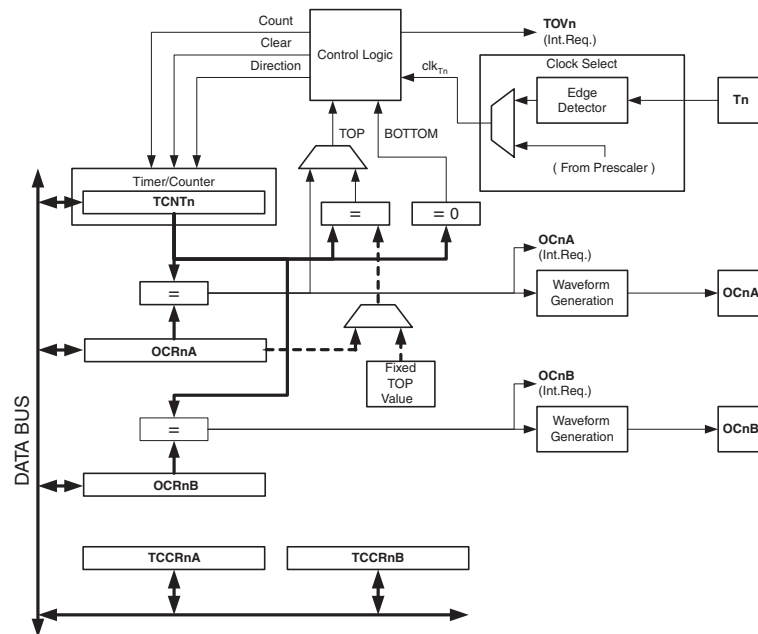 Count
Clear
Direction
Control Logic
TOVn
(Int.Req.)
clkTn
Clock Select
Edge
Detector
Tn
( From Prescaler )
TOP
BOTTOM
Timer/Counter
TCNTn
=
= 0
OCnA
(Int.Req.)
=
Waveform
Generation
OCnA
OCRnA
Fixed
TOP
Value
OCnB
(Int.Req.)
=
Waveform
Generation
OCnB
OCRnB
DATA BUS
TCCRnA
TCCRnB